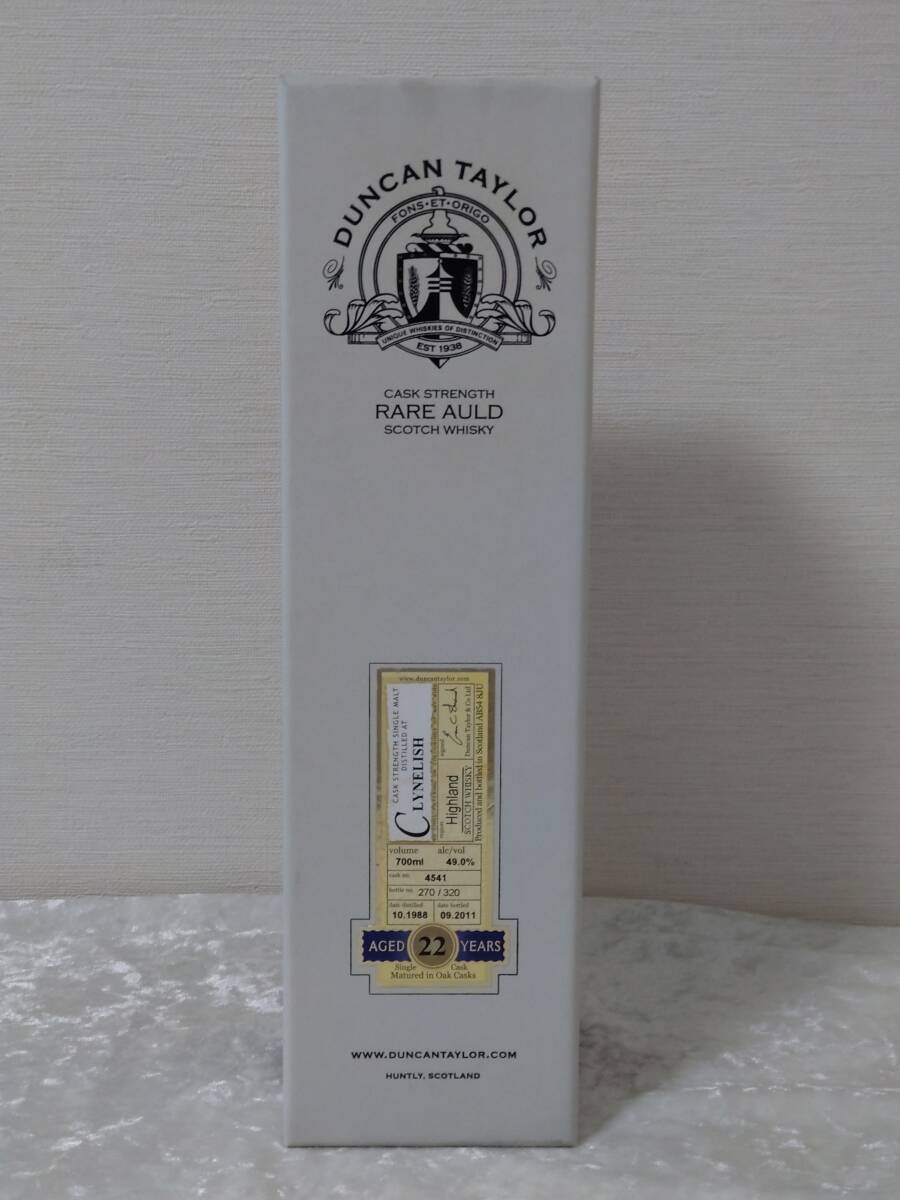 DUNCAN TAYLOR
FONS·ET·ORIGO
UNIQUE WHISKIES OF DISTINCTION
EST 1938
CASK STRENGTH
RARE AULD
SCOTCH WHISKY
www.duncantaylor.com
CASK STRENGTH SINGLE MALT
DISTILLED AT
CLYNELISH
region
Highland
SCOTCH WHISKY
signed
Duncan Taylor & Co Ltd
Produced and bottled in Scotland AB54 8JU
volume alc/vol
700ml 49.0%
cask no. 4541
bottle no. 270 / 320
date distilled date bottled
10.1988 09.2011
AGED 22 YEARS
Single Cask
Matured in Oak Casks
WWW.DUNCANTAYLOR.COM
HUNTLY, SCOTLAND